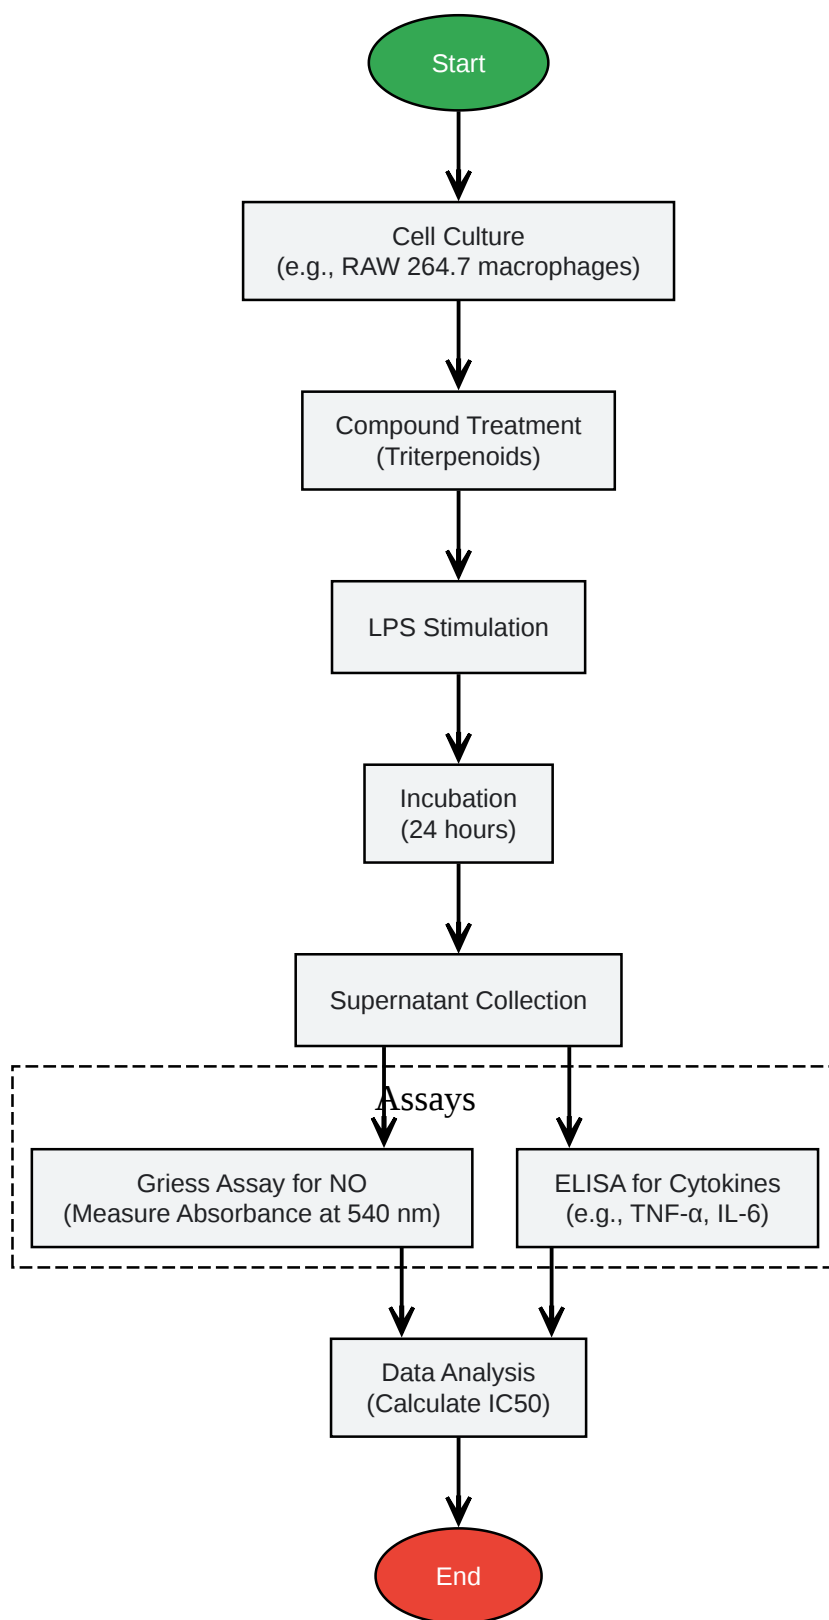 Start
Cell Culture
(e.g., RAW 264.7 macrophages)
Compound Treatment
(Triterpenoids)
LPS Stimulation
Incubation
(24 hours)
Supernatant Collection
Assays
Griess Assay for NO
(Measure Absorbance at 540 nm)
ELISA for Cytokines
(e.g., TNF-α, IL-6)
Data Analysis
(Calculate IC50)
End